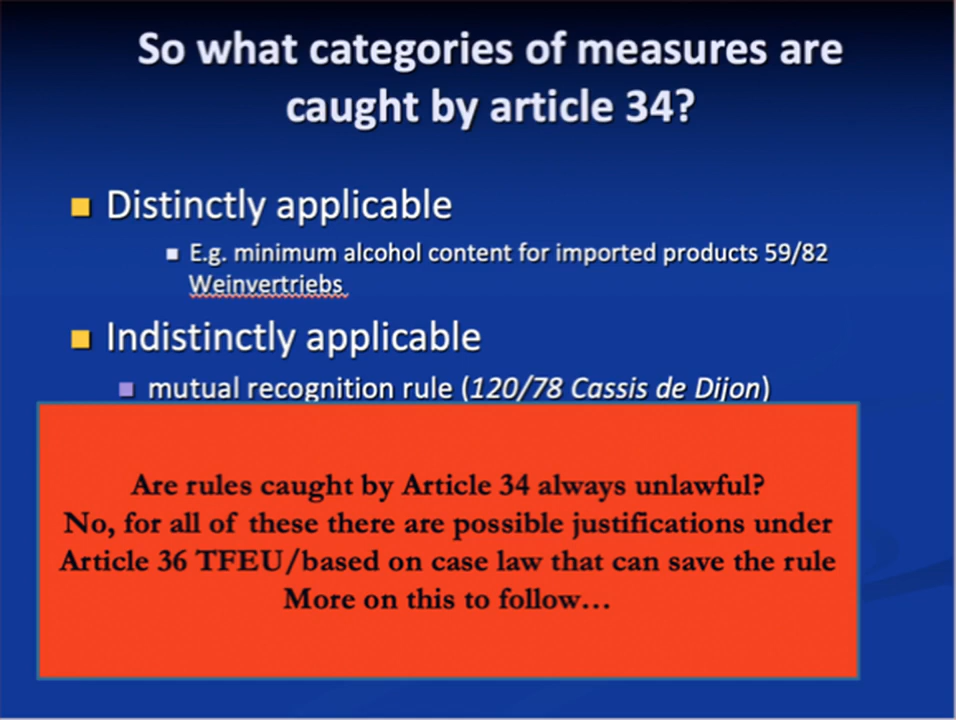 So what categories of measures are
caught by article 34?
Distinctly applicable
E.g. minimum alcohol content for imported products 59/82
Weinvertriebs
Indistinctly applicable
mutual recognition rule (120/78 Cassis de Dijon)
Are rules caught by Article 34 always unlawful?
No, for all of these there are possible justifications under
Article 36 TFEU/based on case law that can save the rule
More on this to follow…